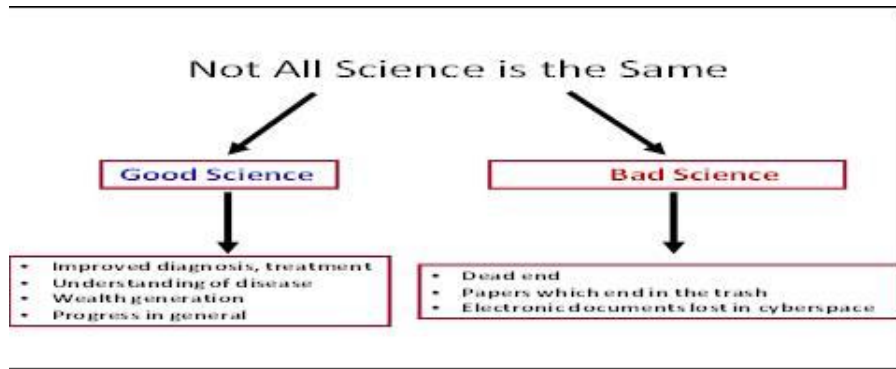 Not All Science is the Same
Good Science
Bad Science
• Improved diagnosis, treatment
• Understanding of disease
• Wealth generation
• Progress in general
• Dead end
• Papers which end in the trash
• Electronic documents lost in cyberspace